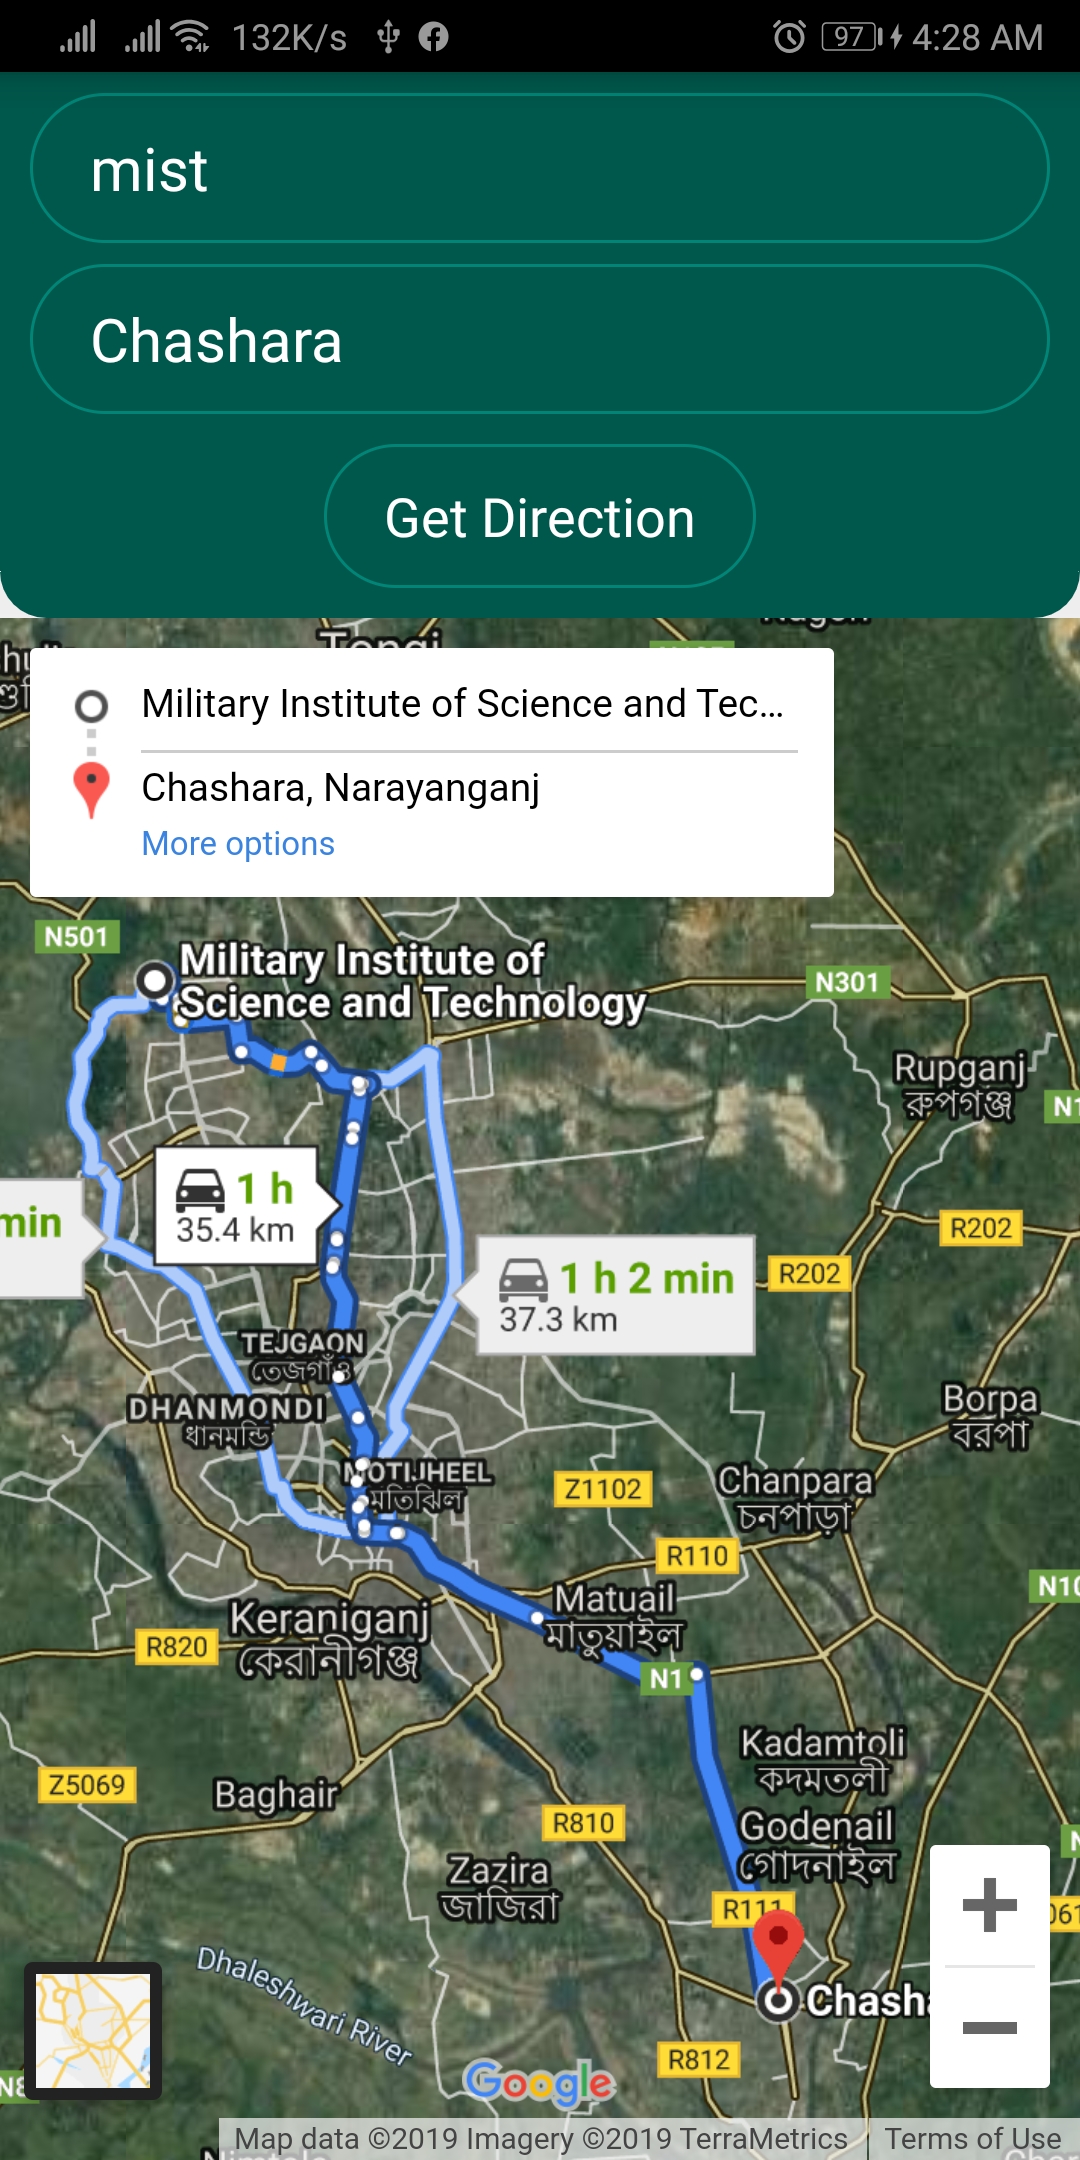 132K/s 97 4:28 AM
mist
Chashara
Get Direction
Military Institute of Science and Tec...
Chashara, Narayanganj
More options
N501
Military Institute of
Science and Technology
N301
Rupganj
রুপগঞ্জ
1 h
35.4 km
min
R202
1 h 2 min
37.3 km
R202
TEJGAON
তেজগাঁও
DHANMONDI
ধানমন্ডি
Borpa
বরপা
MOTIJHEEL
মতিঝিল
Z1102
Chanpara
চনপাড়া
R110
Matuail
মাতুয়াইল
Keraniganj
কেরানীগঞ্জ
R820
N1
Kadamtoli
কদমতলী
Z5069
Baghair
R810
Godenail
গোদনাইল
Zazira
জাজিরা
R111
Dhaleshwari River
Chasha
R812
Google
Map data ©2019 Imagery ©2019 TerraMetrics
Terms of Use